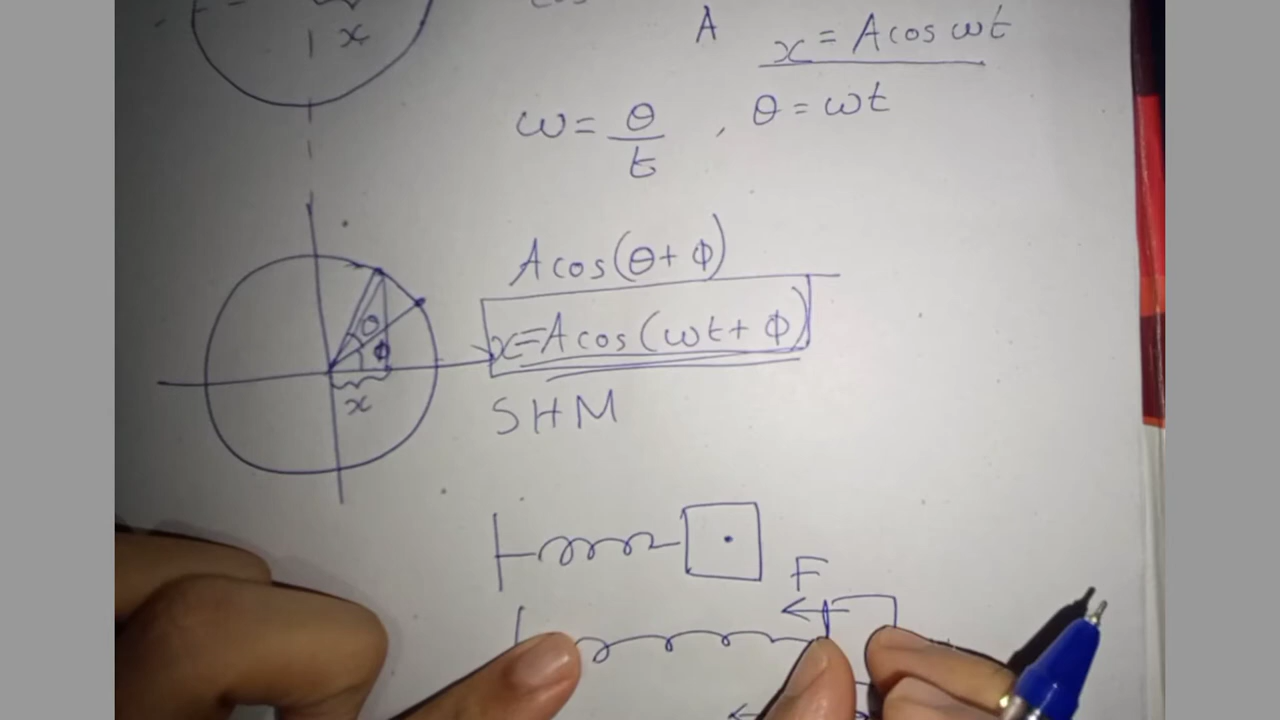 x
A
x = A cos ωt
ω = θ/t , θ = ωt
A cos(θ + ϕ)
x = A cos(ωt + ϕ)
θ
ϕ
x
SHM
F